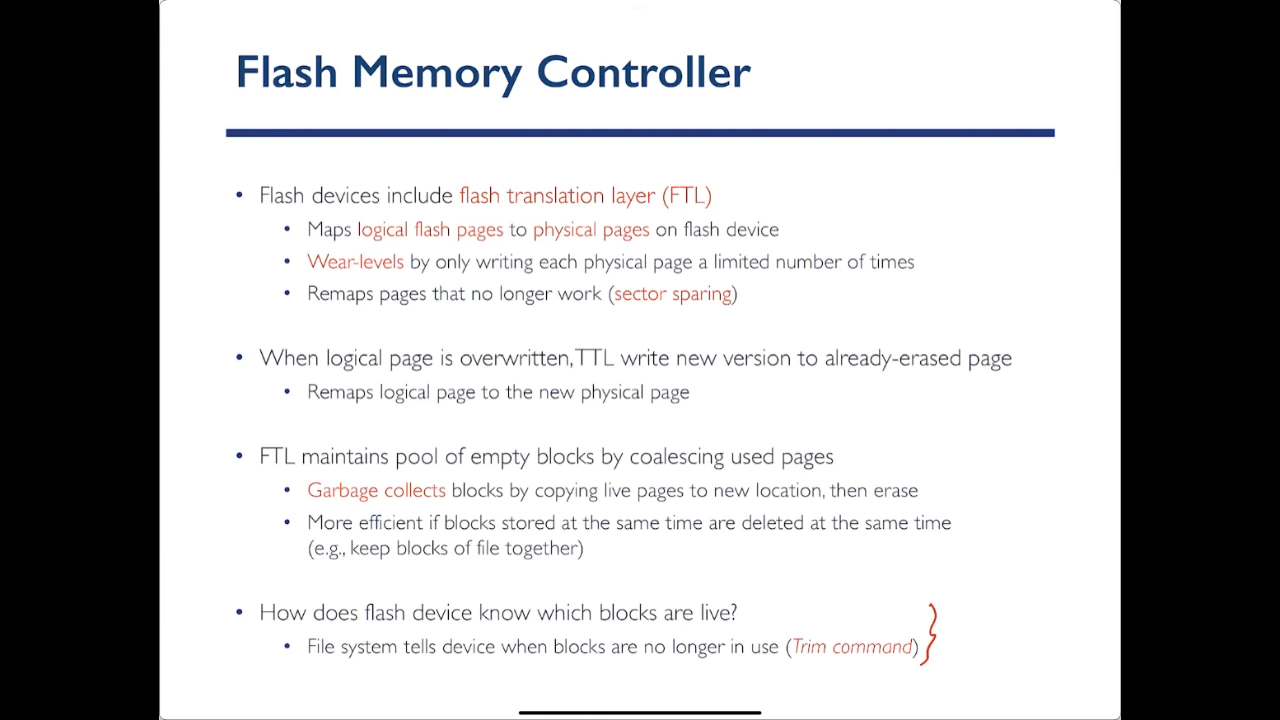 Flash Memory Controller
• Flash devices include flash translation layer (FTL)
• Maps logical flash pages to physical pages on flash device
• Wear-levels by only writing each physical page a limited number of times
• Remaps pages that no longer work (sector sparing)
• When logical page is overwritten, TTL write new version to already-erased page
• Remaps logical page to the new physical page
• FTL maintains pool of empty blocks by coalescing used pages
• Garbage collects blocks by copying live pages to new location, then erase
• More efficient if blocks stored at the same time are deleted at the same time
(e.g., keep blocks of file together)
• How does flash device know which blocks are live?
• File system tells device when blocks are no longer in use (Trim command)